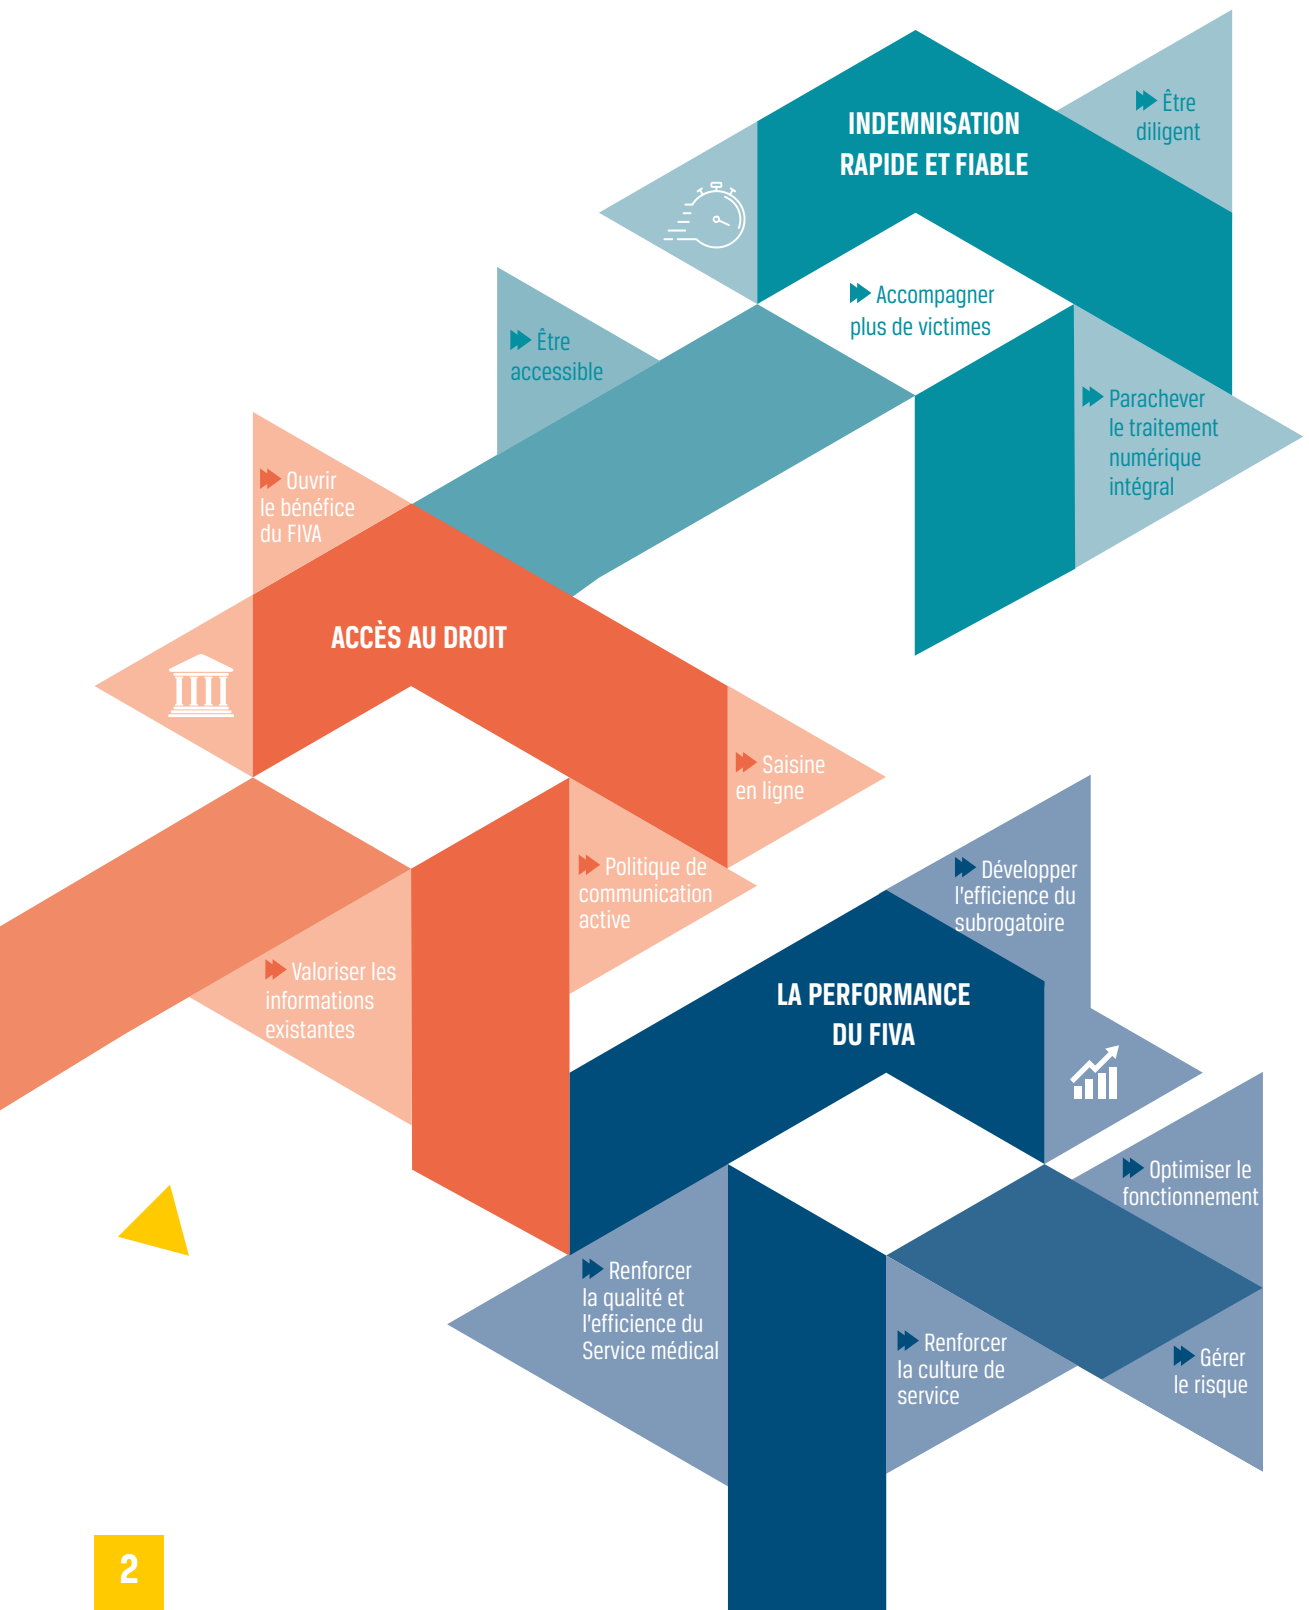 INDEMNISATION
RAPIDE ET FIABLE
Être
diligent
Accompagner
plus de victimes
Être
accessible
Parachever
le traitement
numérique
intégral
Ouvrir
le bénéfice
du FIVA
ACCÈS AU DROIT
Saisine
en ligne
Politique de
communication
active
Valoriser les
informations
existantes
Développer
l'efficience du
subrogatoire
LA PERFORMANCE
DU FIVA
Optimiser le
fonctionnement
Renforcer
la qualité et
l'efficience du
Service médical
Renforcer
la culture de
service
Gérer
le risque
2